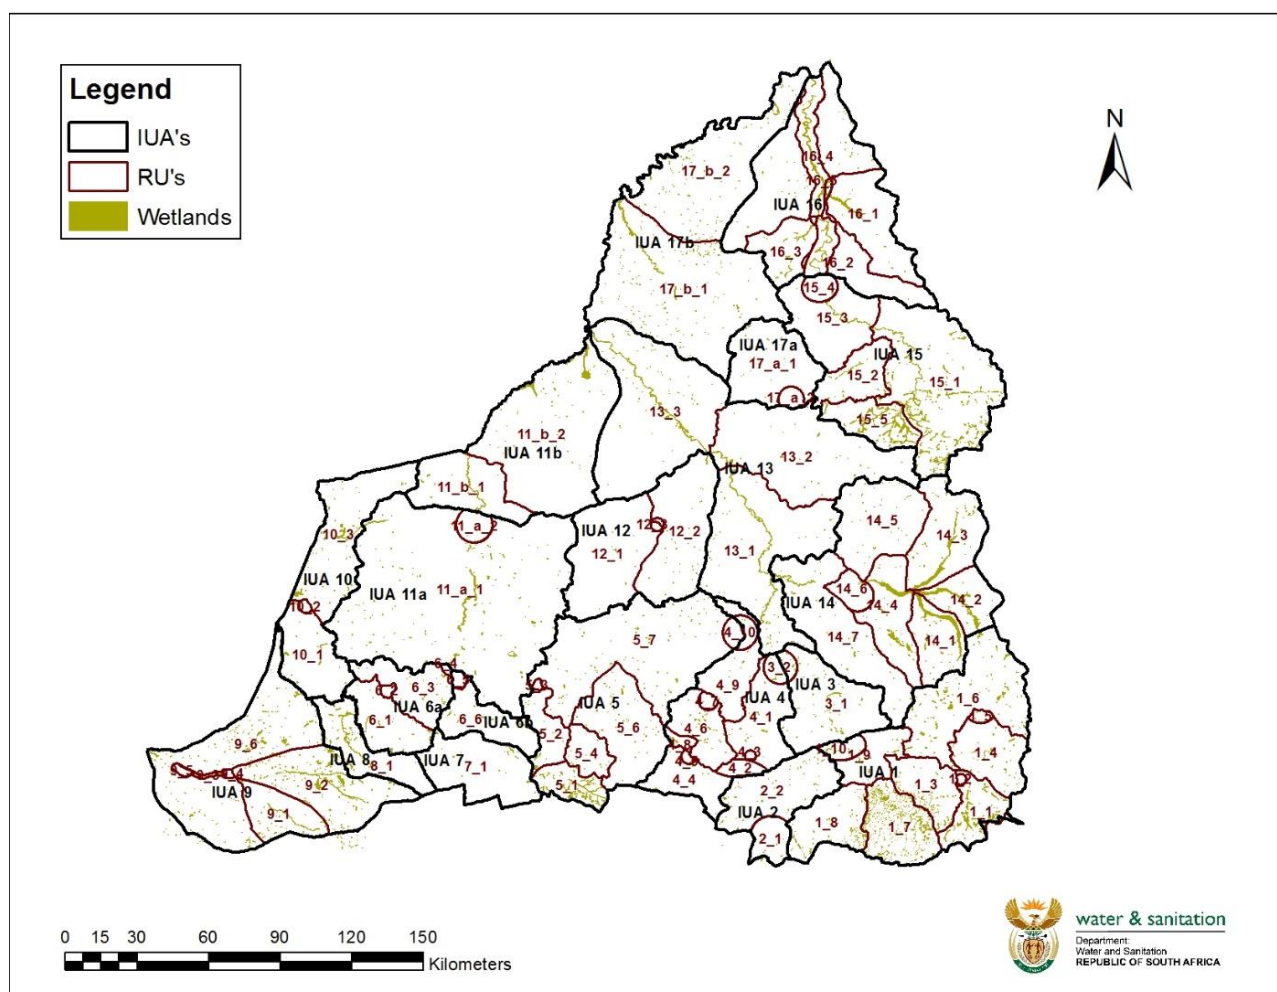 Legend
IUA's
RU's
Wetlands
N
16_4
17_b_2
IUA 16
16_1
IUA 17b
16_3
16_2
17_b_1
15_4
15_3
IUA 17a
17_a_1
IUA 15
15_2
15_1
13_3
15_5
11_b_2
IUA 11b
13_2
IUA 13
11_b_1
11_a_2
IUA 12
12_2
12_1
14_5
14_3
10_3
13_1
IUA 10
IUA 11a
11_a_1
14_6
IUA 14
14_4
14_2
10_2
14_7
14_1
4_10
5_7
10_1
6_4
3_2
6_2
6_3
4_9
IUA 4
IUA 3
1_6
6_1
IUA 6a
6_6
IUA 5
4_1
3_1
5_2
5_6
4_6
9_6
IUA 8
8_1
IUA 7
7_1
5_4
4_3
4_2
4_4
IUA 1
1_4
IUA 9
9_2
9_1
5_1
2_2
IUA 2
1_3
1_1
1_8
1_7
2_1
0 15 30 60 90 120 150
Kilometers
water & sanitation
Department:
Water and Sanitation
REPUBLIC OF SOUTH AFRICA